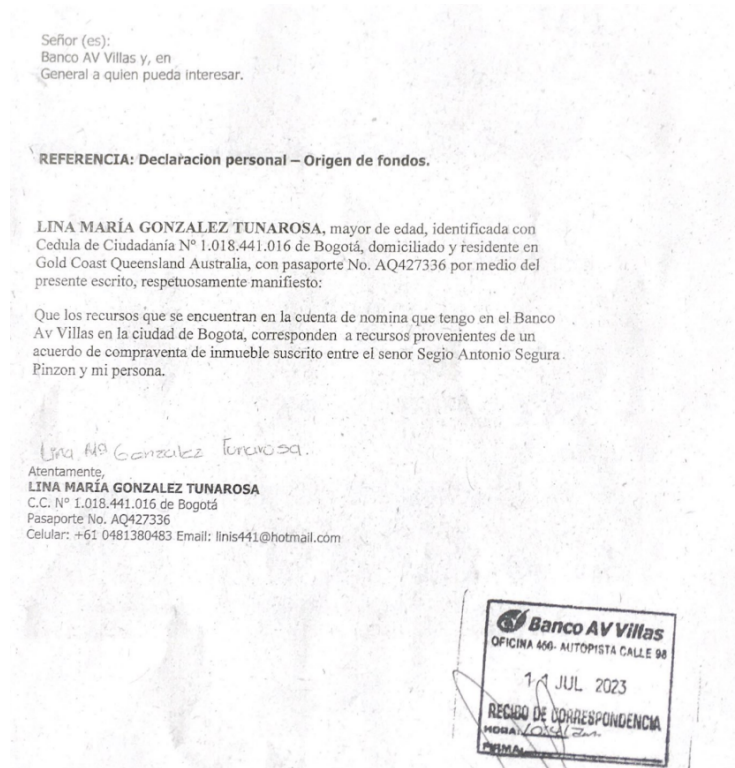 Señor (es):
Banco AV Villas y, en
General a quien pueda interesar.
REFERENCIA: Declaracion personal – Origen de fondos.
LINA MARÍA GONZALEZ TUNAROSA, mayor de edad, identificada con
Cedula de Ciudadanía Nº 1.018.441.016 de Bogotá, domiciliado y residente en
Gold Coast Queensland Australia, con pasaporte No. AQ427336 por medio del
presente escrito, respetuosamente manifiesto:
Que los recursos que se encuentran en la cuenta de nomina que tengo en el Banco
Av Villas en la ciudad de Bogota, corresponden a recursos provenientes de un
acuerdo de compraventa de inmueble suscrito entre el senor Segio Antonio Segura
Pinzon y mi persona.
Lina Mª Gonzalez Tunarosa.
Atentamente,
LINA MARÍA GONZALEZ TUNAROSA
C.C. Nº 1.018.441.016 de Bogotá
Pasaporte No. AQ427336
Celular: +61 0481380483 Email: linis441@hotmail.com
Banco AV Villas
OFICINA 466- AUTOPISTA CALLE 98
JUL 2023
RECIBO DE CORRESPONDENCIA
HORA:
FIRMA: